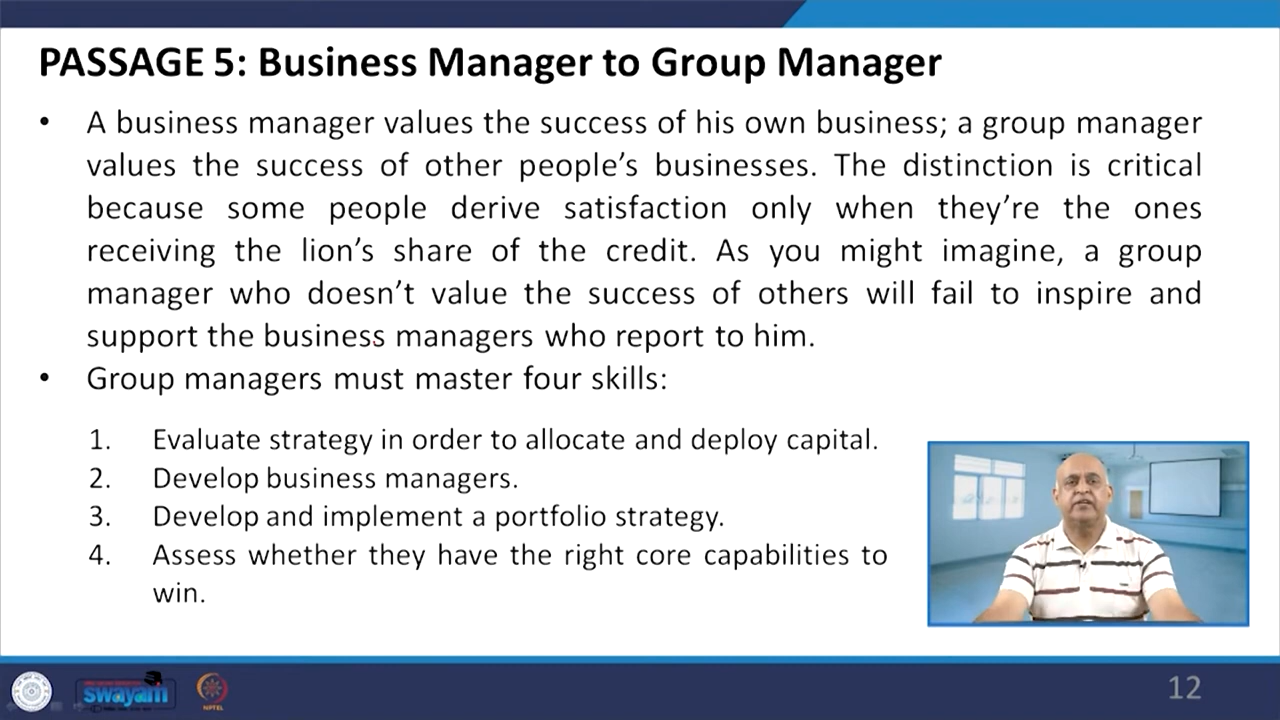 PASSAGE 5: Business Manager to Group Manager
• A business manager values the success of his own business; a group manager
values the success of other people’s businesses. The distinction is critical
because some people derive satisfaction only when they’re the ones
receiving the lion’s share of the credit. As you might imagine, a group
manager who doesn’t value the success of others will fail to inspire and
support the business managers who report to him.
• Group managers must master four skills:
1. Evaluate strategy in order to allocate and deploy capital.
2. Develop business managers.
3. Develop and implement a portfolio strategy.
4. Assess whether they have the right core capabilities to
win.
swayam
NPTEL
12